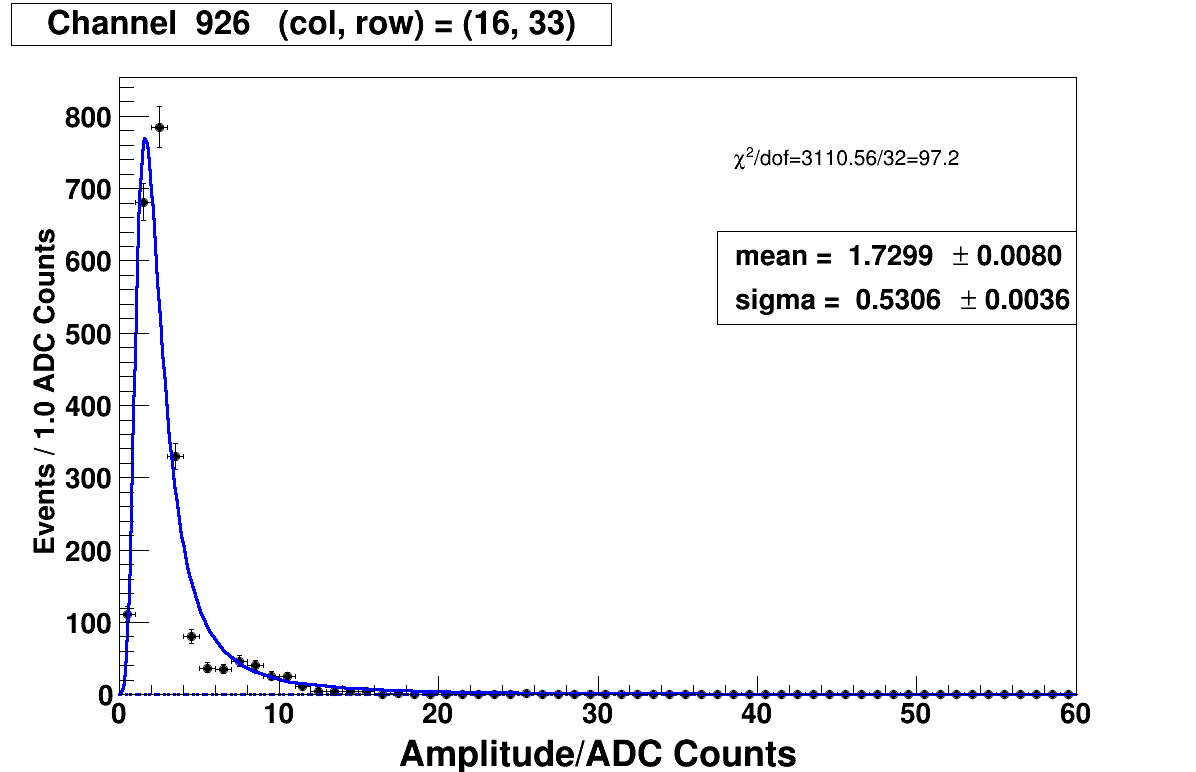 Channel 926 (col, row) = (16, 33)
χ²/dof=3110.56/32=97.2
mean = 1.7299 ± 0.0080
sigma = 0.5306 ± 0.0036
Events / 1.0 ADC Counts
800
700
600
500
400
300
200
100
0
0 10 20 30 40 50 60
Amplitude/ADC Counts